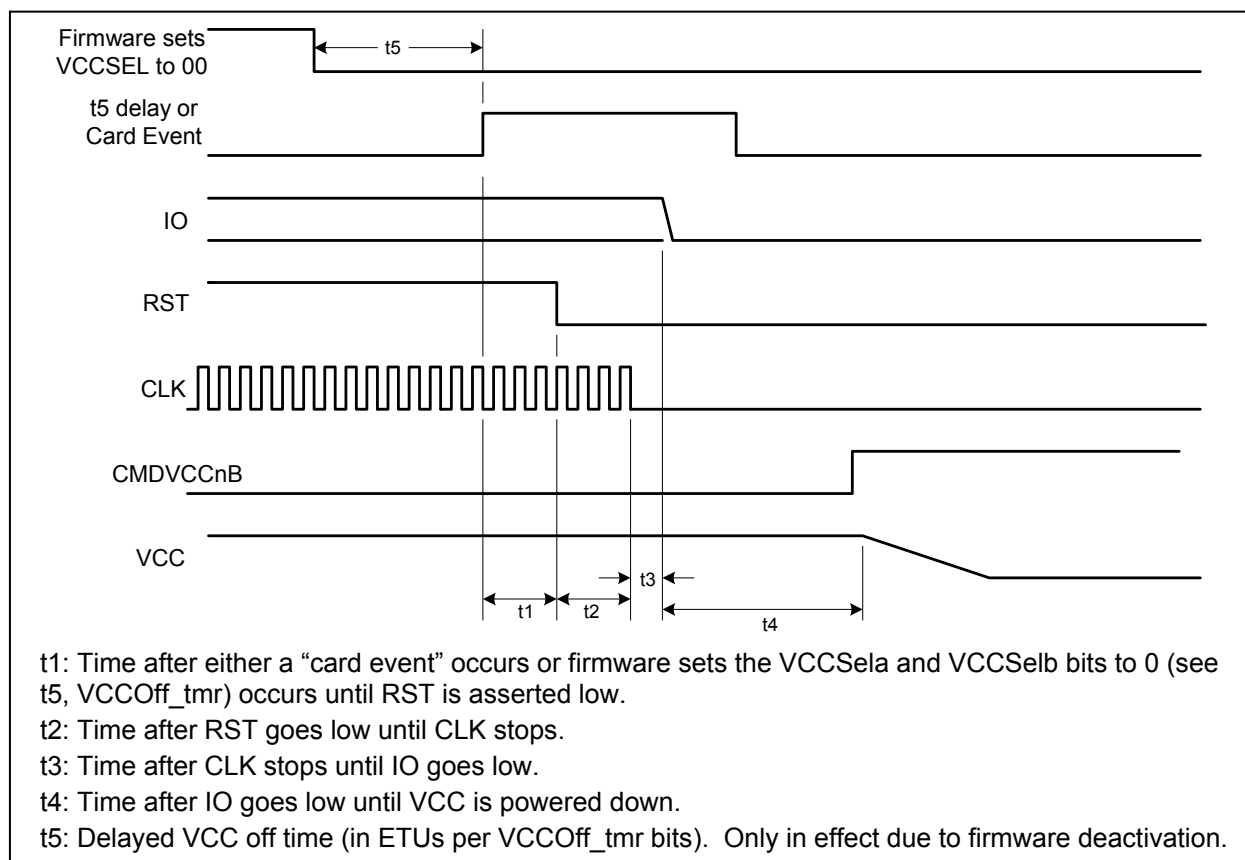 Firmware sets
VCCSEL to 00
t5
t5 delay or
Card Event
IO
RST
CLK
CMDVCCnB
VCC
t3
t1
t2
t4
t1: Time after either a “card event” occurs or firmware sets the VCCSela and VCCSelb bits to 0 (see
t5, VCCOff_tmr) occurs until RST is asserted low.
t2: Time after RST goes low until CLK stops.
t3: Time after CLK stops until IO goes low.
t4: Time after IO goes low until VCC is powered down.
t5: Delayed VCC off time (in ETUs per VCCOff_tmr bits).  Only in effect due to firmware deactivation.